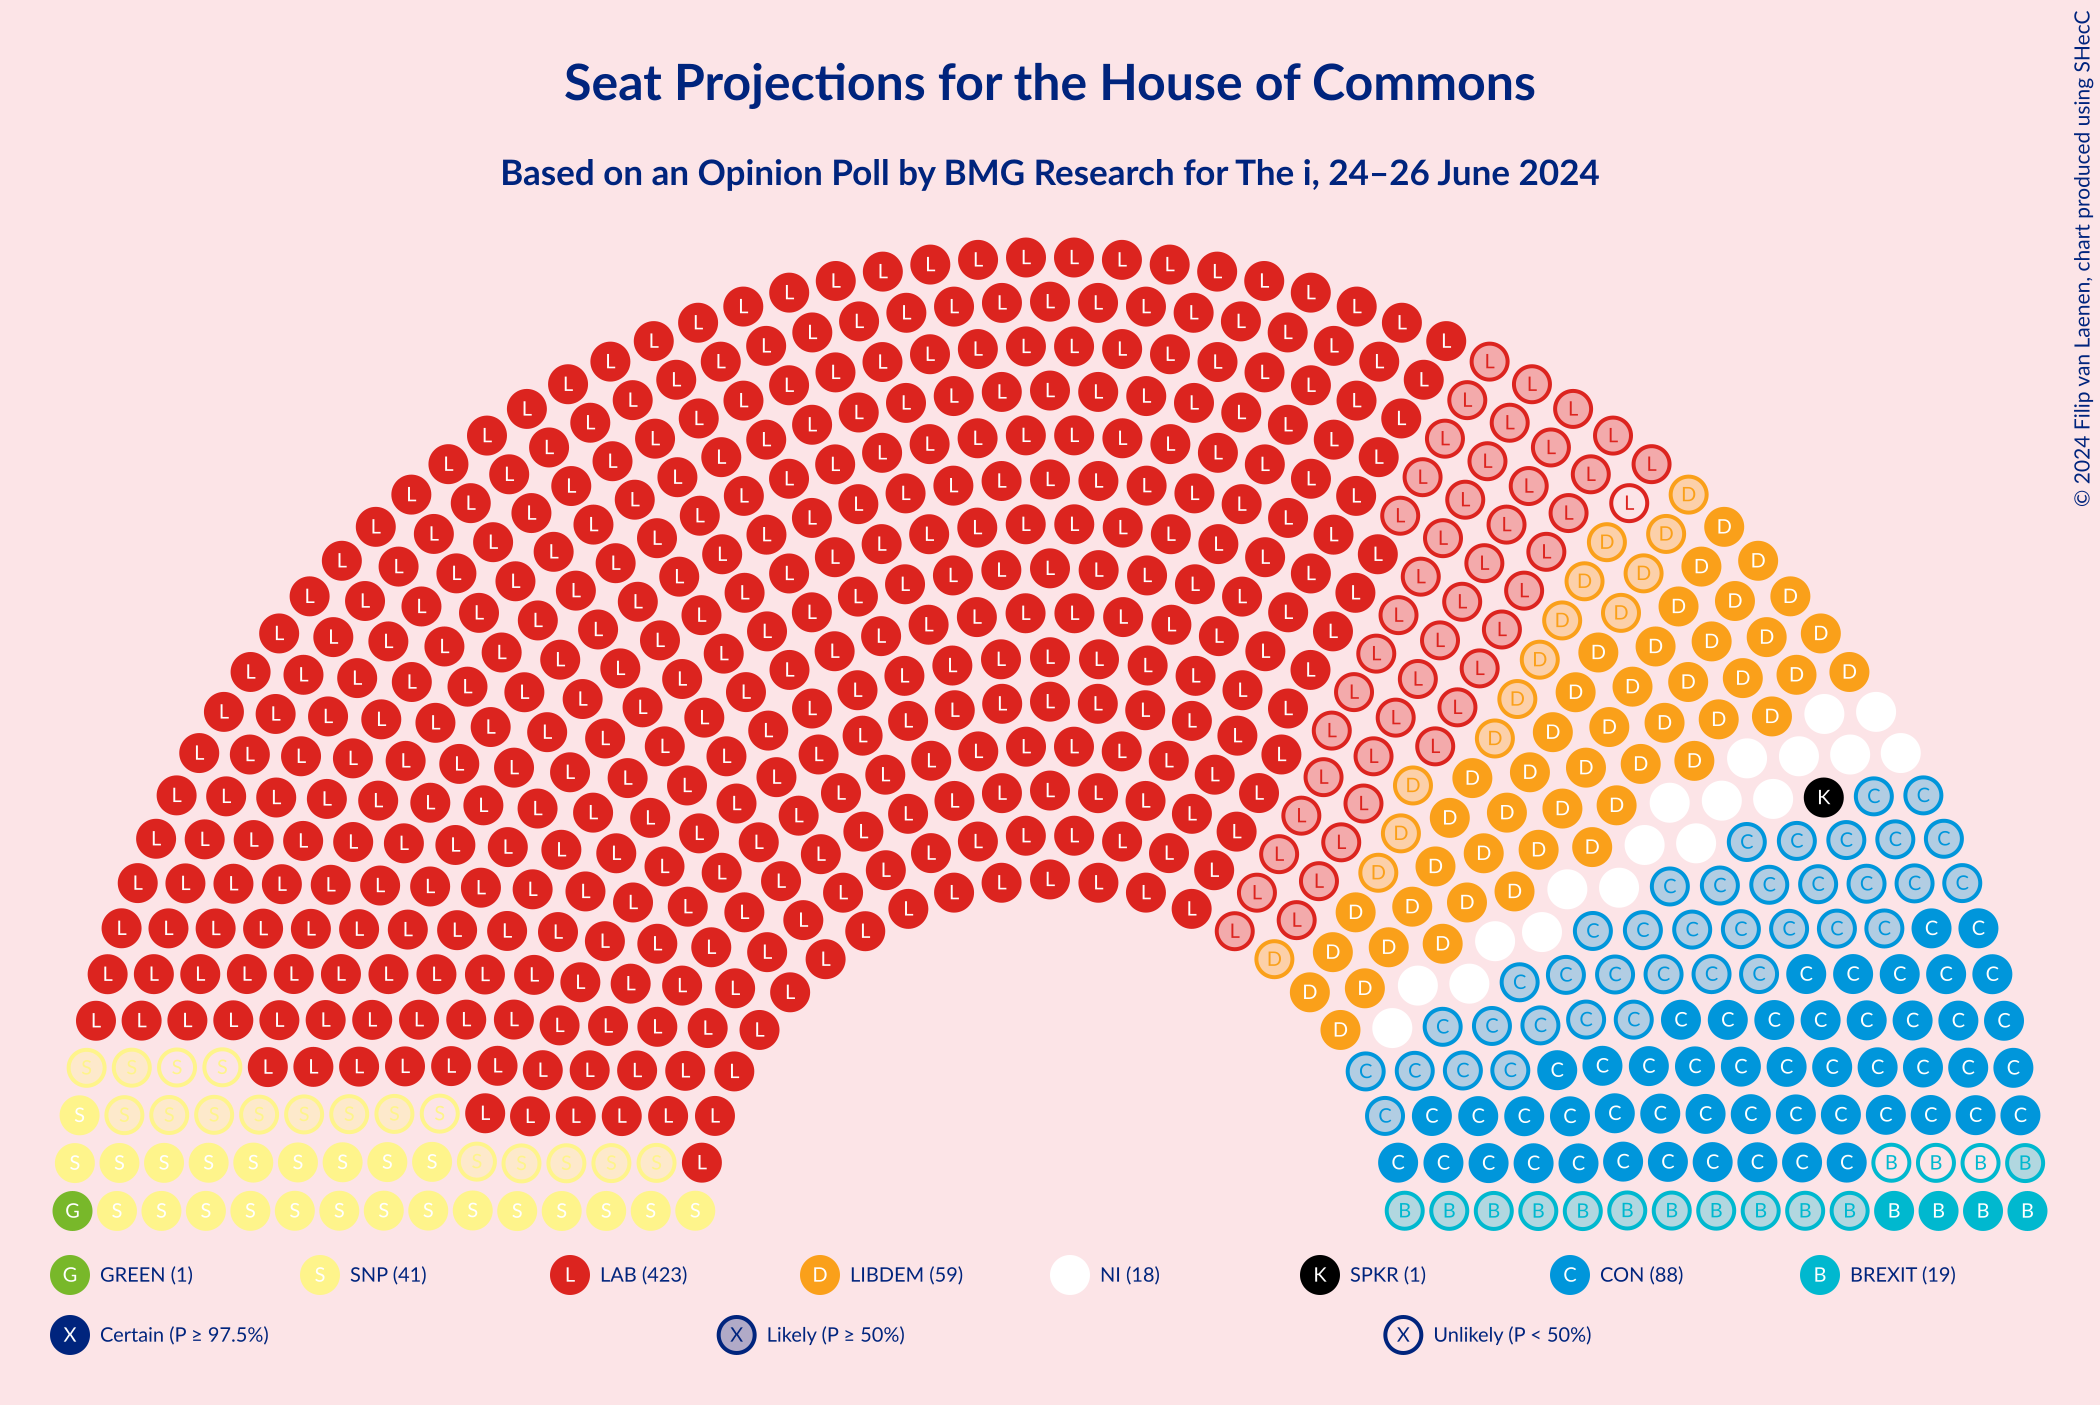 Seat Projections for the House of Commons
Based on an Opinion Poll by BMG Research for The i, 24–26 June 2024
© 2024 Filip van Laenen, chart produced using SHecC
G GREEN (1) S SNP (41) L LAB (423) D LIBDEM (59) NI (18) K SPKR (1) C CON (88) B BREXIT (19)
X Certain (P ≥ 97.5%) X Likely (P ≥ 50%) X Unlikely (P < 50%)